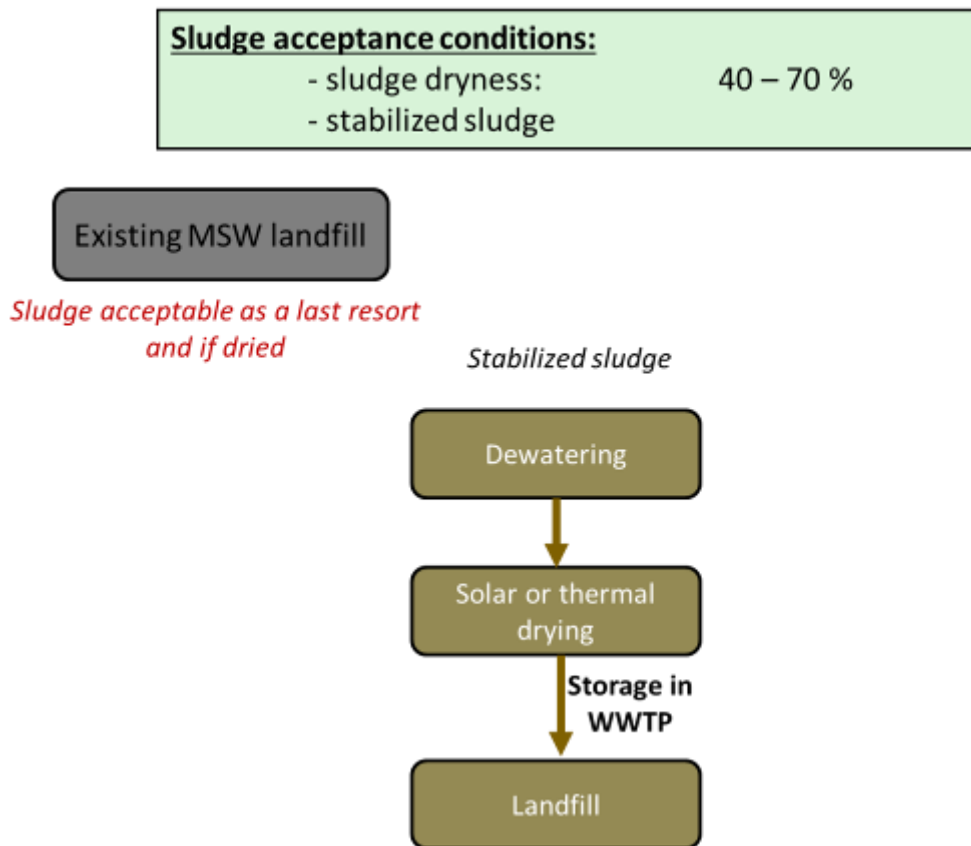 Sludge acceptance conditions:
- sludge dryness: 40 – 70 %
- stabilized sludge
Existing MSW landfill
Sludge acceptable as a last resort
and if dried
Stabilized sludge
Dewatering
Solar or thermal
drying
Storage in
WWTP
Landfill